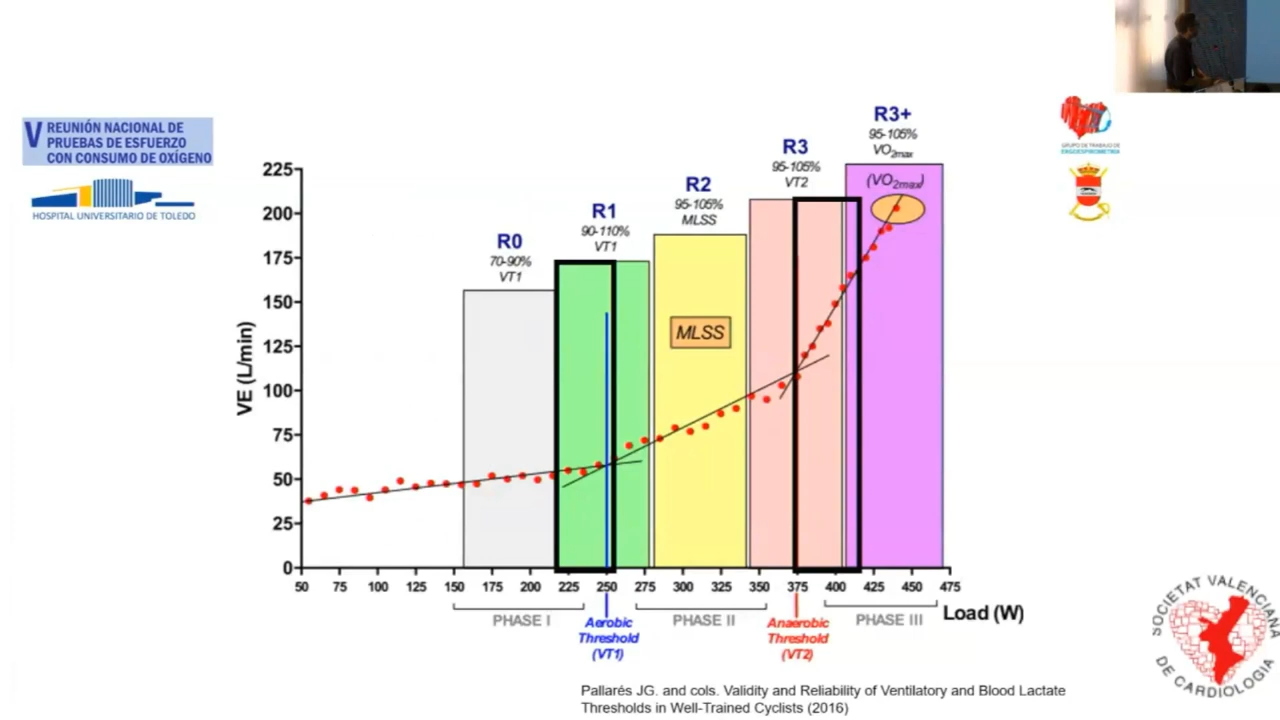 V REUNIÓN NACIONAL DE
PRUEBAS DE ESFUERZO
CON CONSUMO DE OXÍGENO
HOSPITAL UNIVERSITARIO DE TOLEDO
GRUPO DE TRABAJO DE
ERGOESPIROMETRIA
R0
70-90%
VT1
R1
90-110%
VT1
R2
95-105%
MLSS
R3
95-105%
VT2
R3+
95-105%
VO2max
(VO2max)
MLSS
VE (L/min)
225
200
175
150
125
100
75
50
25
0
50 75 100 125 150 175 200 225 250 275 300 325 350 375 400 425 450 475
Load (W)
PHASE I
Aerobic
Threshold
(VT1)
PHASE II
Anaerobic
Threshold
(VT2)
PHASE III
Pallarés JG. and cols. Validity and Reliability of Ventilatory and Blood Lactate
Thresholds in Well-Trained Cyclists (2016)
SOCIETAT VALENCIANA
DE CARDIOLOGIA